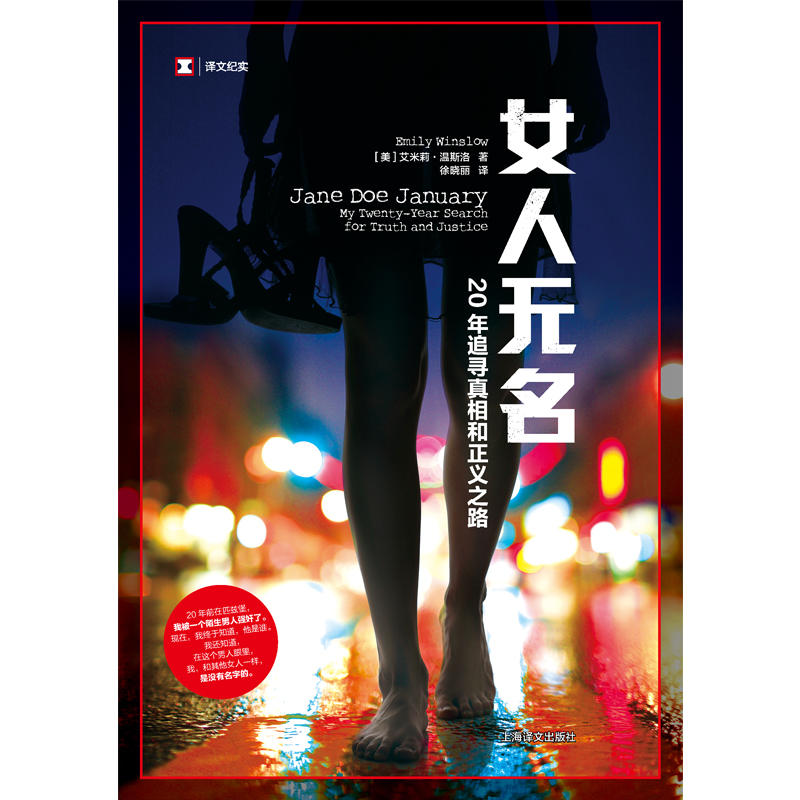 译文纪实
Emily Winslow
[美]艾米莉·温斯洛 著
徐晓丽 译
Jane Doe January
My Twenty-Year Search
for Truth and Justice
女人无名
20年追寻真相和正义之路
20年前在匹兹堡,
我被一个陌生男人强奸了。
现在,我终于知道,他是谁。
我还知道,
在这个男人眼里,
我,和其他女人一样,
是没有名字的。
上海译文出版社